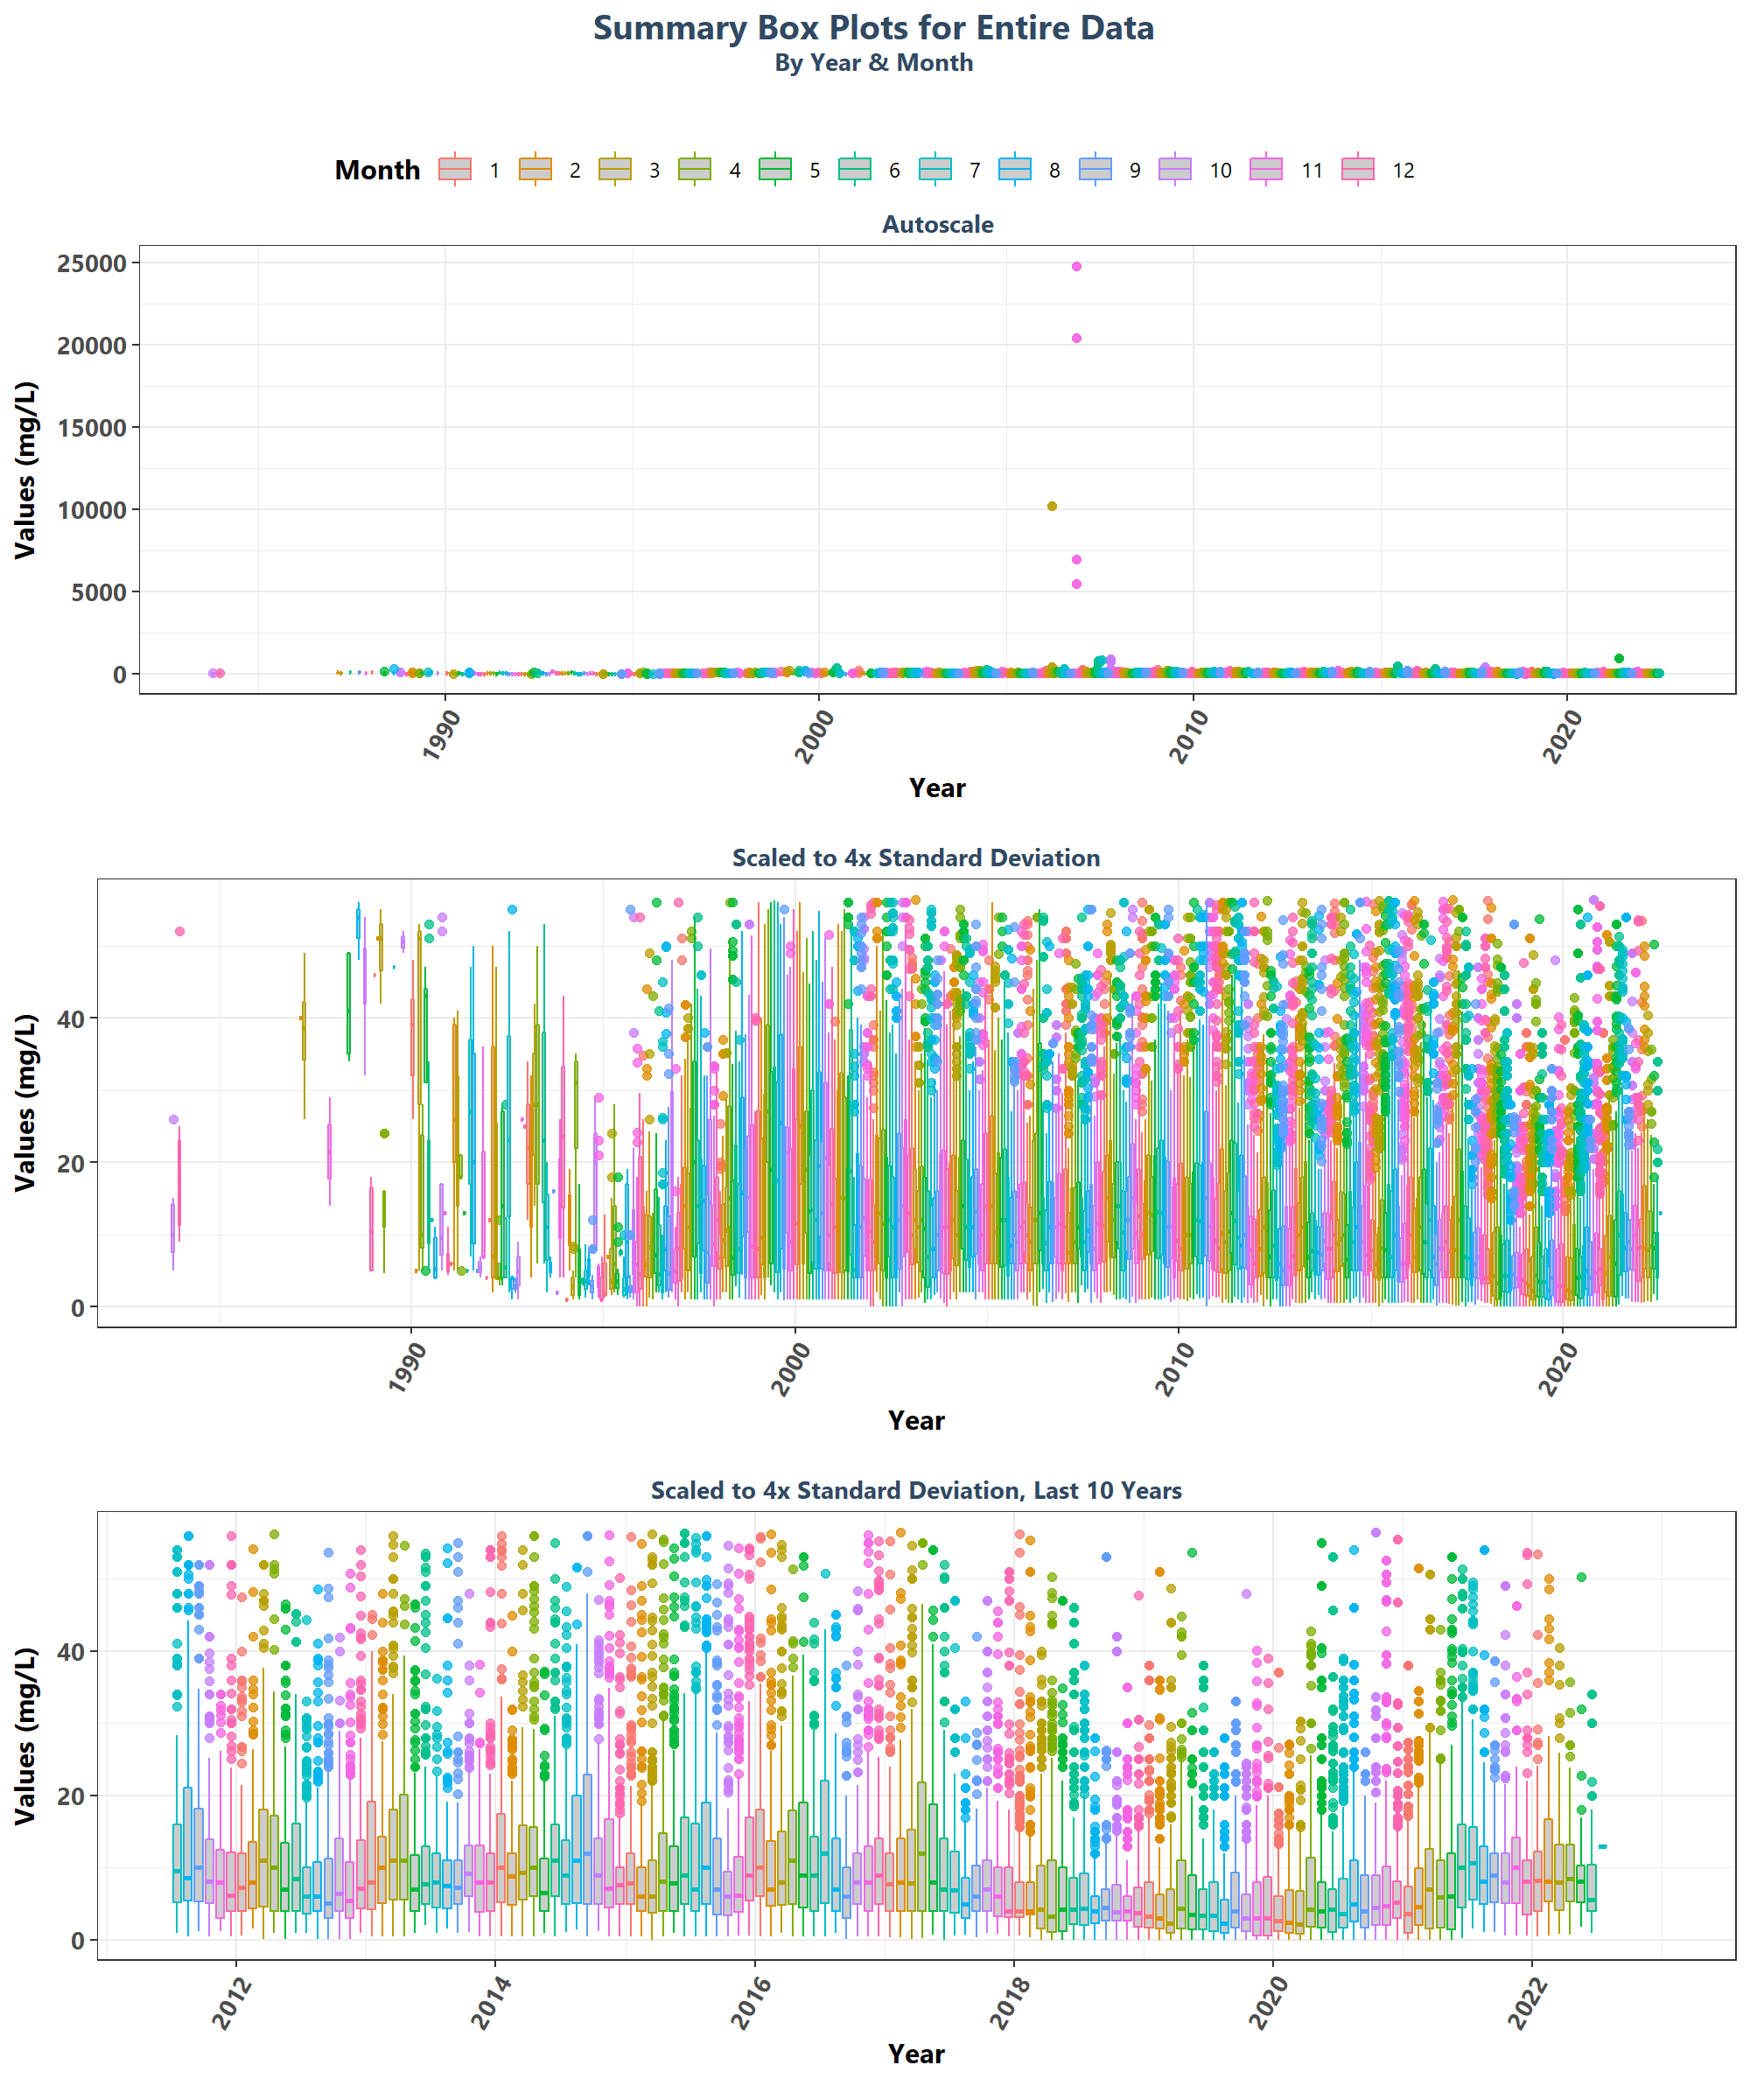 Summary Box Plots for Entire Data
By Year & Month
Month 1 2 3 4 5 6 7 8 9 10 11 12
Autoscale
25000
20000
15000
10000
5000
0
Values (mg/L)
1990 2000 2010 2020
Year
Scaled to 4x Standard Deviation
40
20
0
Values (mg/L)
1990 2000 2010 2020
Year
Scaled to 4x Standard Deviation, Last 10 Years
40
20
0
Values (mg/L)
2012 2014 2016 2018 2020 2022
Year